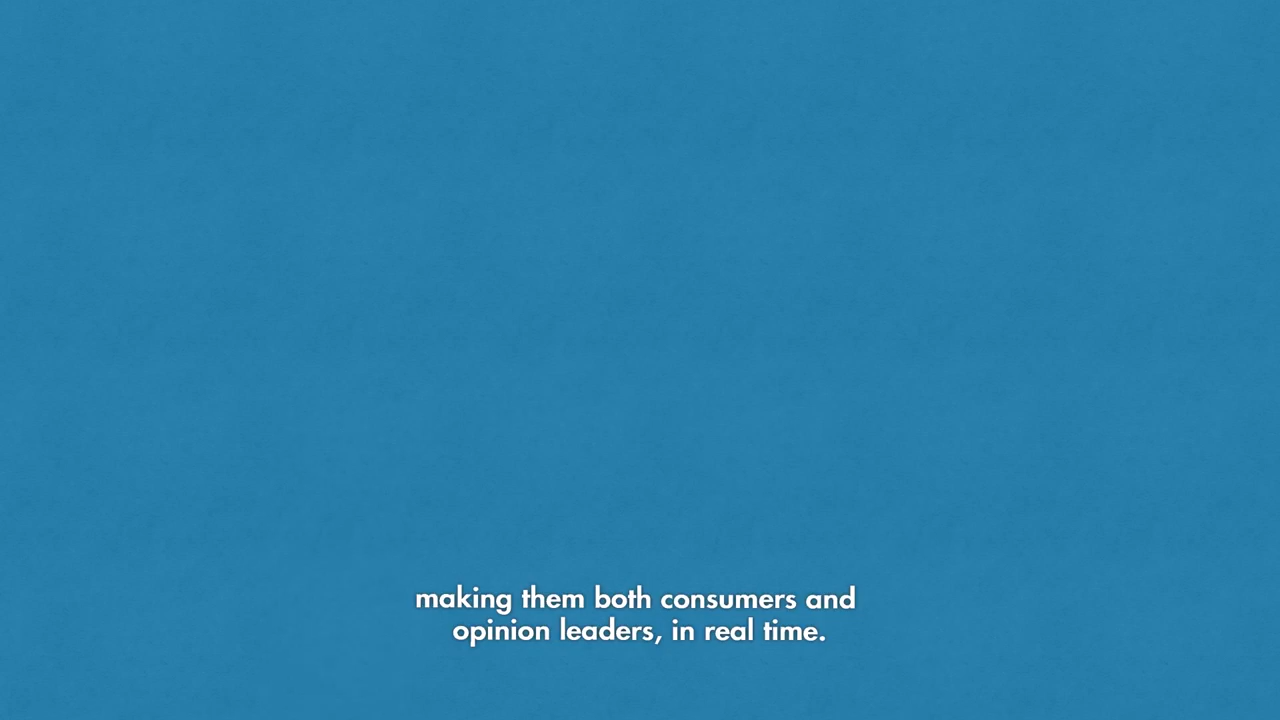 making them both consumers and
opinion leaders, in real time.